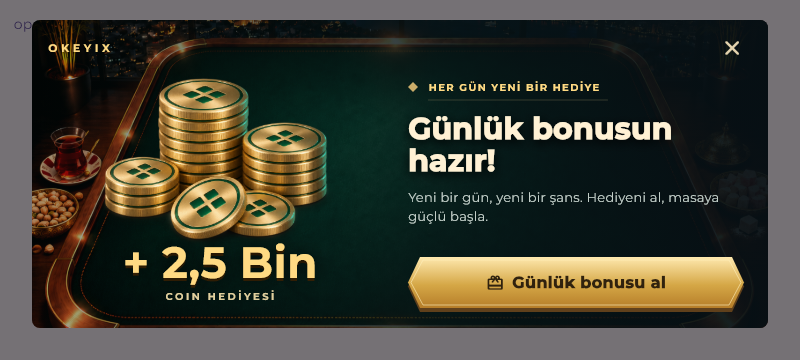 op
OKEYIX
HER GÜN YENİ BİR HEDİYE
Günlük bonusun
hazır!
Yeni bir gün, yeni bir şans. Hediyeni al, masaya
güçlü başla.
+ 2,5 Bin
COIN HEDİYESİ
Günlük bonusu al